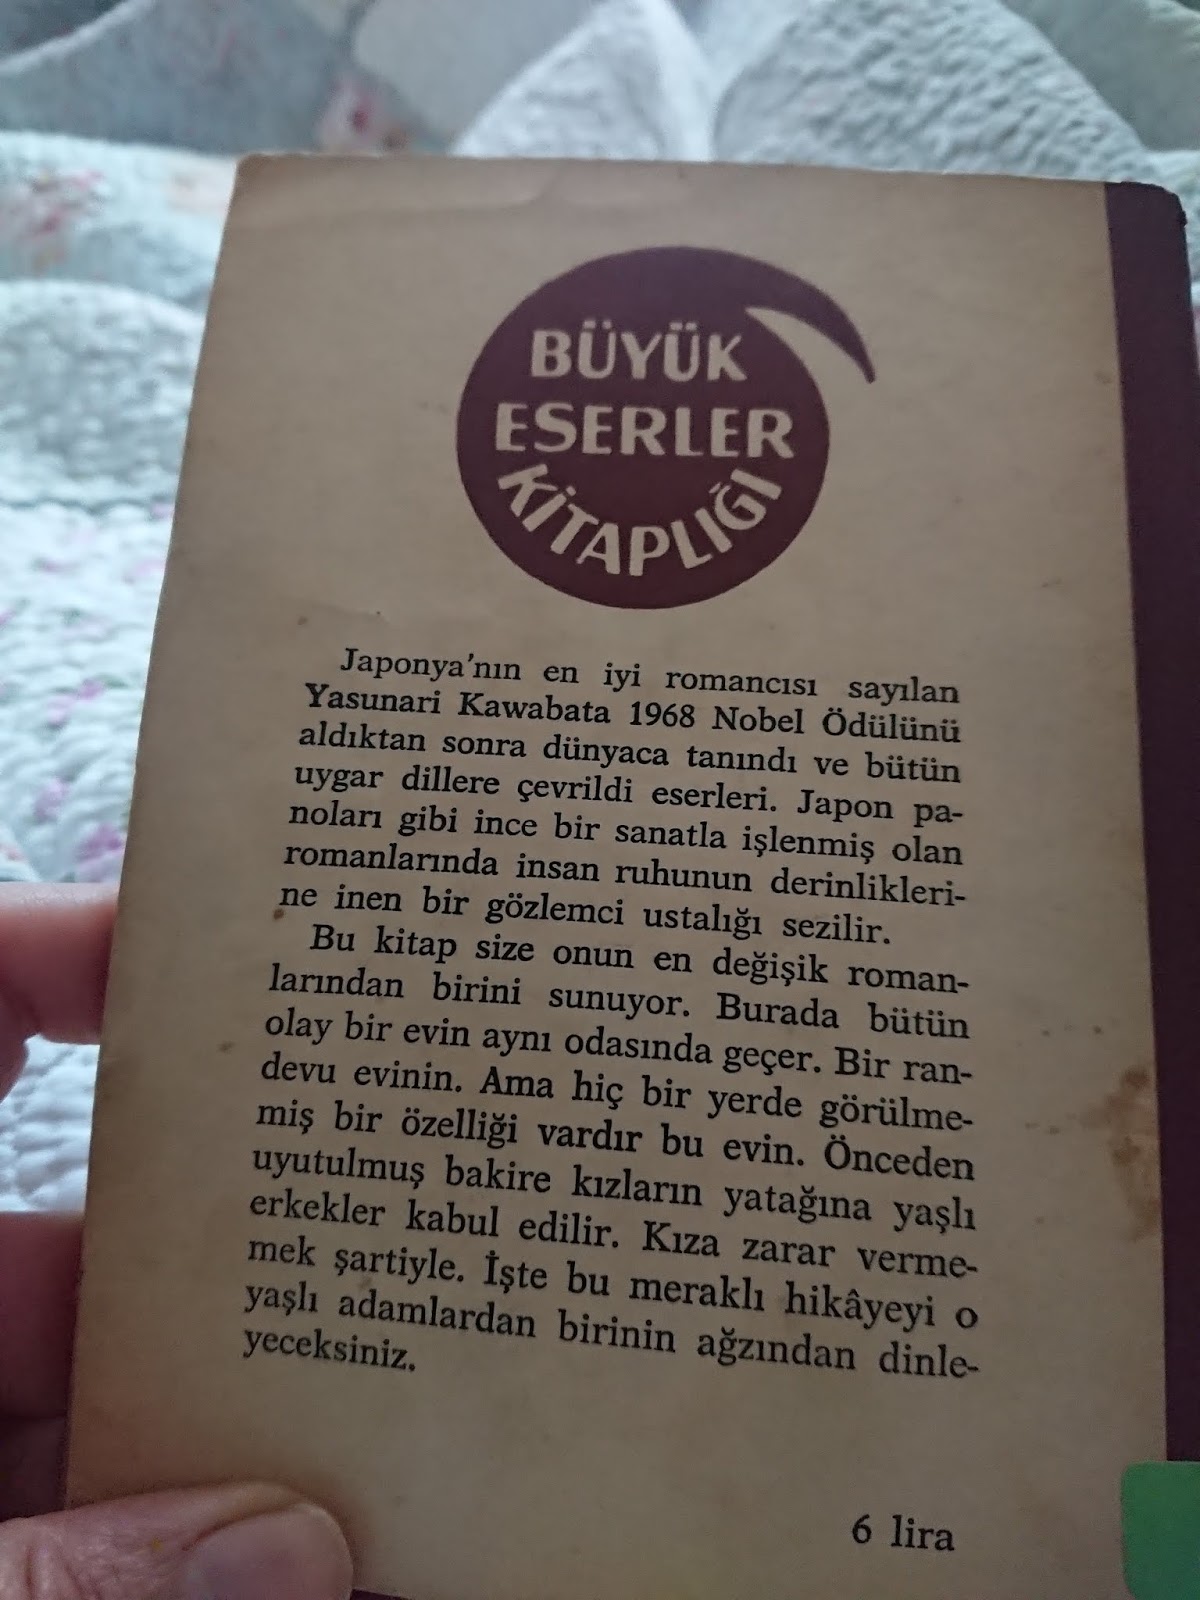 BÜYÜK
ESERLER
KİTAPLIĞI
Japonya'nın en iyi romancısı sayılan
Yasunari Kawabata 1968 Nobel Ödülünü
aldıktan sonra dünyaca tanındı ve bütün
uygar dillere çevrildi eserleri. Japon pa-
noları gibi ince bir sanatla işlenmiş olan
romanlarında insan ruhunun derinlikleri-
ne inen bir gözlemci ustalığı sezilir.
Bu kitap size onun en değişik roman-
larından birini sunuyor. Burada bütün
olay bir evin aynı odasında geçer. Bir ran-
devu evinin. Ama hiç bir yerde görülme-
miş bir özelliği vardır bu evin. Önceden
uyutulmuş bakire kızların yatağına yaşlı
erkekler kabul edilir. Kıza zarar verme-
mek şartiyle. İşte bu meraklı hikâyeyi o
yaşlı adamlardan birinin ağzından dinle-
yeceksiniz.
6 lira